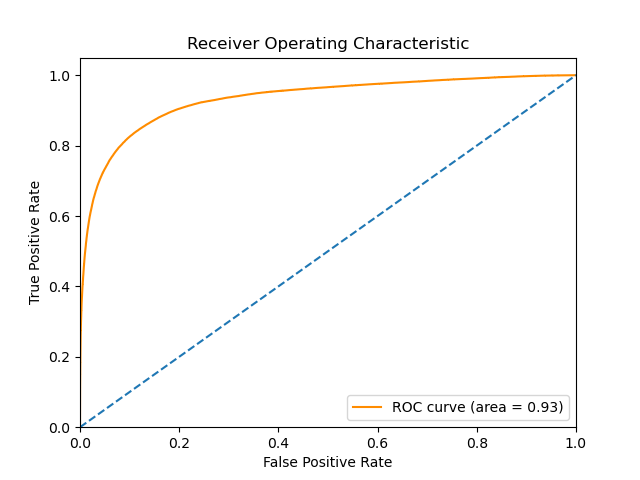 Receiver Operating Characteristic
True Positive Rate
1.0
0.8
0.6
0.4
0.2
0.0
ROC curve (area = 0.93)
0.0 0.2 0.4 0.6 0.8 1.0
False Positive Rate